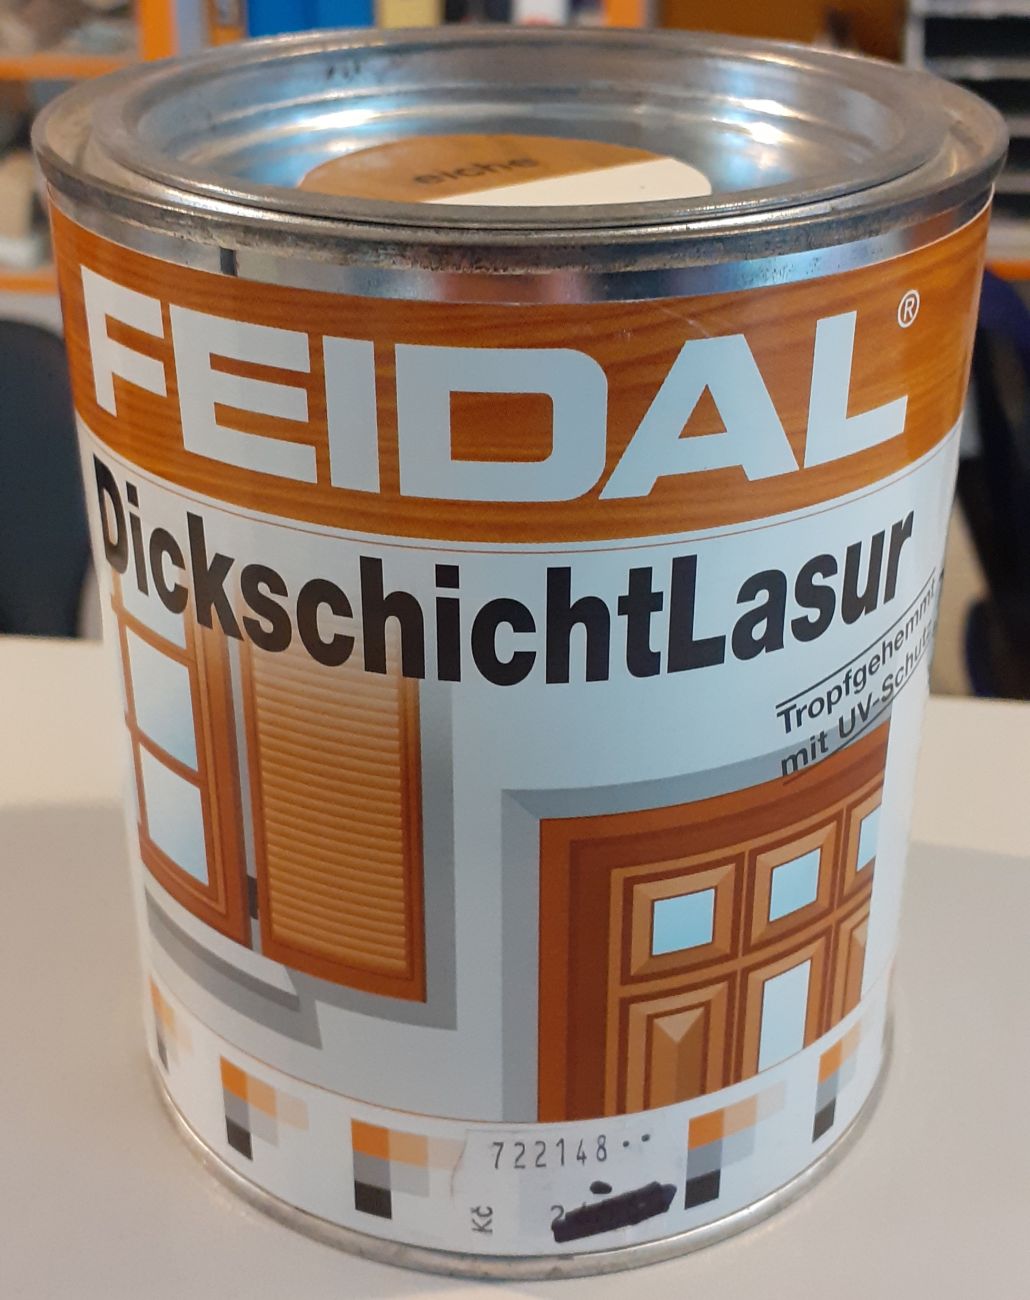 eiche
FEIDAL®
DickschichtLasur
Tropfgehemmt
mit UV-Schutz
722148
Kč